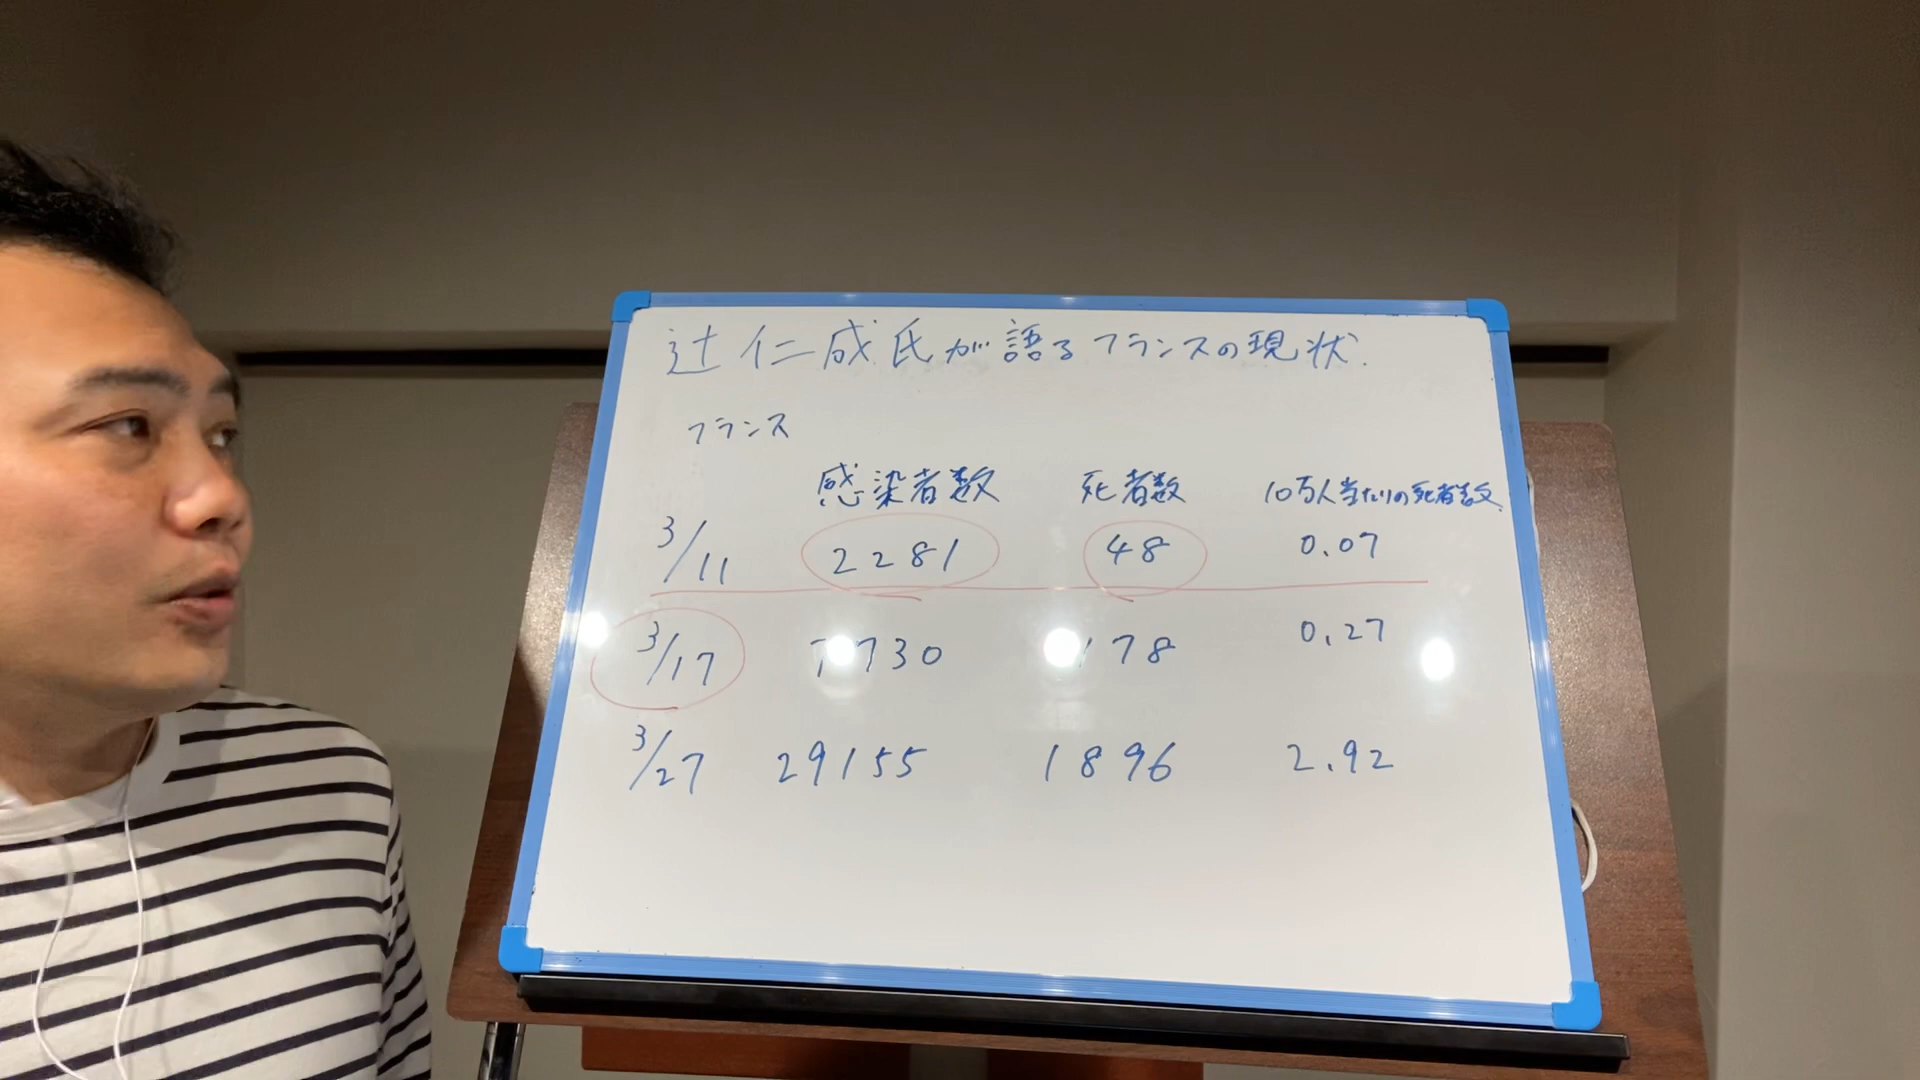 辻仁成氏が語るフランスの現状.
フランス
感染者数 死者数 10万人当たりの死者数
3/11 2281 48 0.07
3/17 7730 178 0.27
3/27 29155 1896 2.92